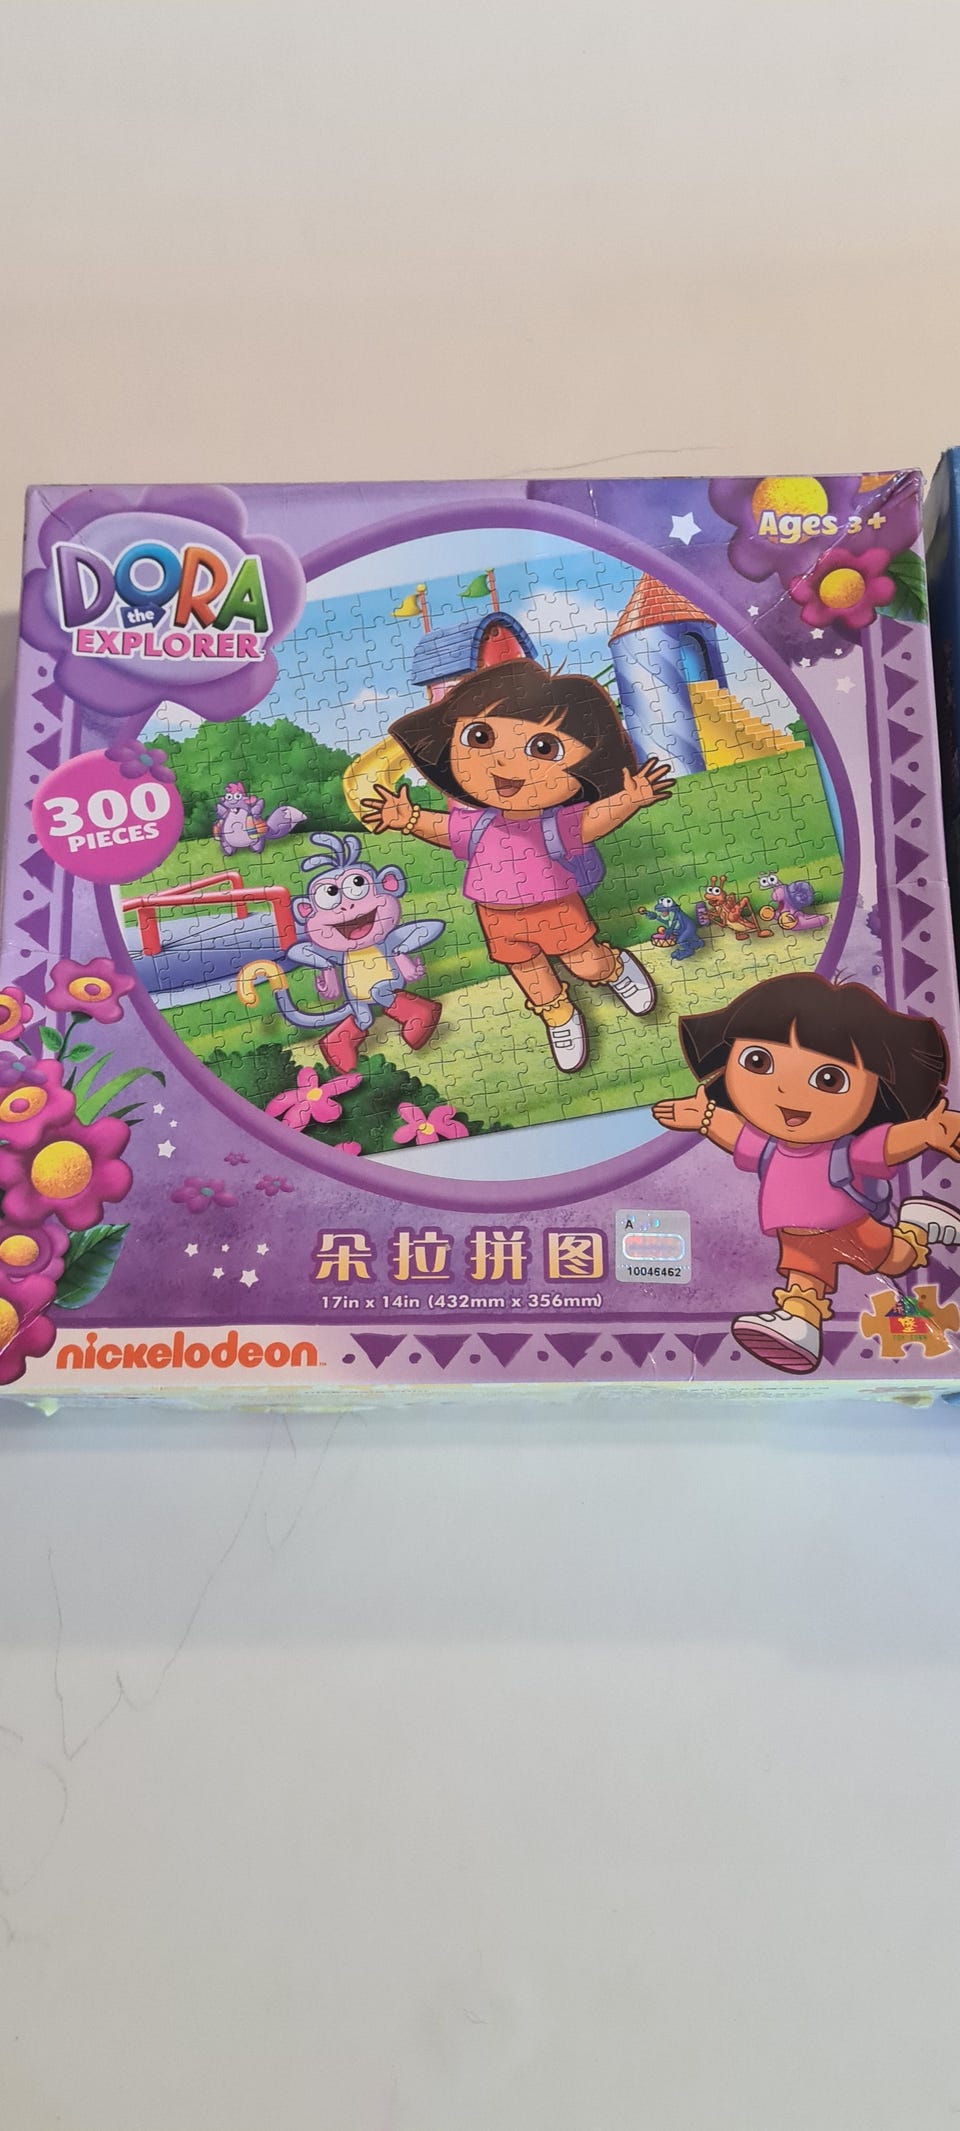 DORA
the
EXPLORER
Ages 3+
300
PIECES
朵拉拼图
A
10046462
17in x 14in (432mm x 356mm)
nickelodeon